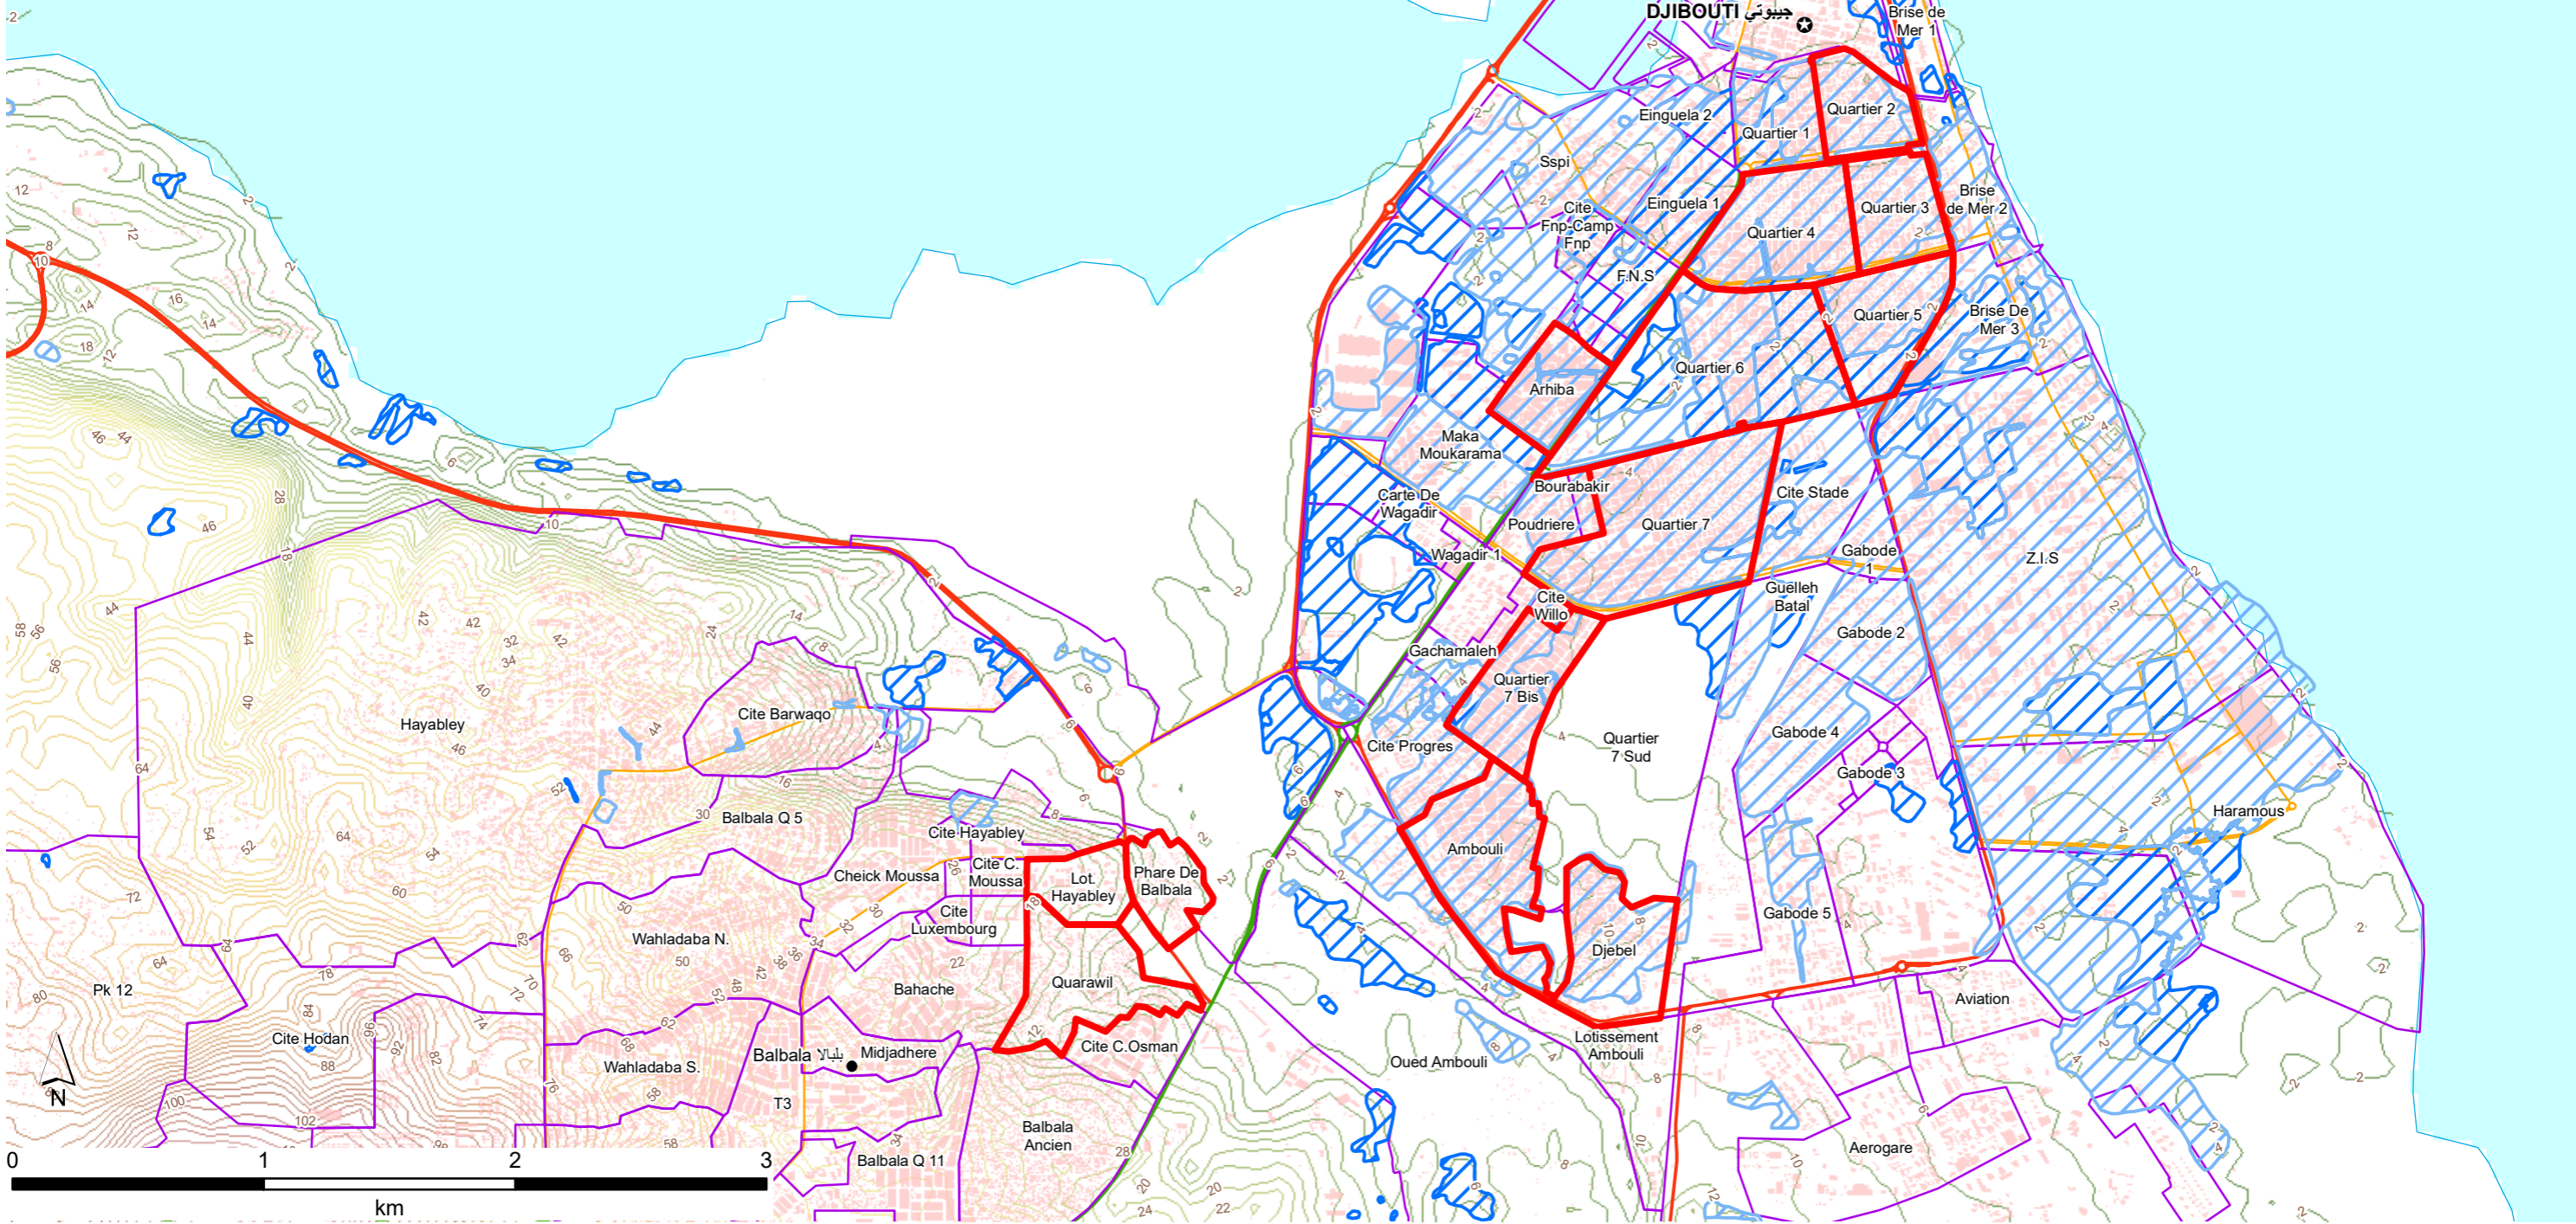 DJIBOUTI جيبوتي
Brise de
Mer 1
Einguela 2
Quartier 1
Quartier 2
Sspi
Cite
Fnp-Camp
Fnp
Einguela 1
Quartier 4
Quartier 3
Brise
de Mer 2
F.N.S
Quartier 5
Brise De
Mer 3
Quartier 6
Arhiba
Maka
Moukarama
Bourabakir
Carte De
Wagadir
Poudriere
Quartier 7
Cite Stade
Wagadir 1
Gabode
1
Z.I.S
Cite
Willo
Guelleh
Batal
Gabode 2
Gachamaleh
Quartier
7 Bis
Hayabley
Cite Barwaqo
Cite Progres
Quartier
7 Sud
Gabode 4
Gabode 3
Haramous
Balbala Q 5
Cite Hayabley
Cheick Moussa
Cite C.
Moussa
Lot.
Hayabley
Phare De
Balbala
Ambouli
Cite
Luxembourg
Wahladaba N.
Gabode 5
Djebel
Pk 12
Bahache
Quarawil
Aviation
Cite Hodan
Wahladaba S.
Balbala بلبالا
Midjadhere
Cite C.Osman
Oued Ambouli
Lotissement
Ambouli
T3
Balbala
Ancien
Balbala Q 11
Aerogare
N
0 1 2 3
km